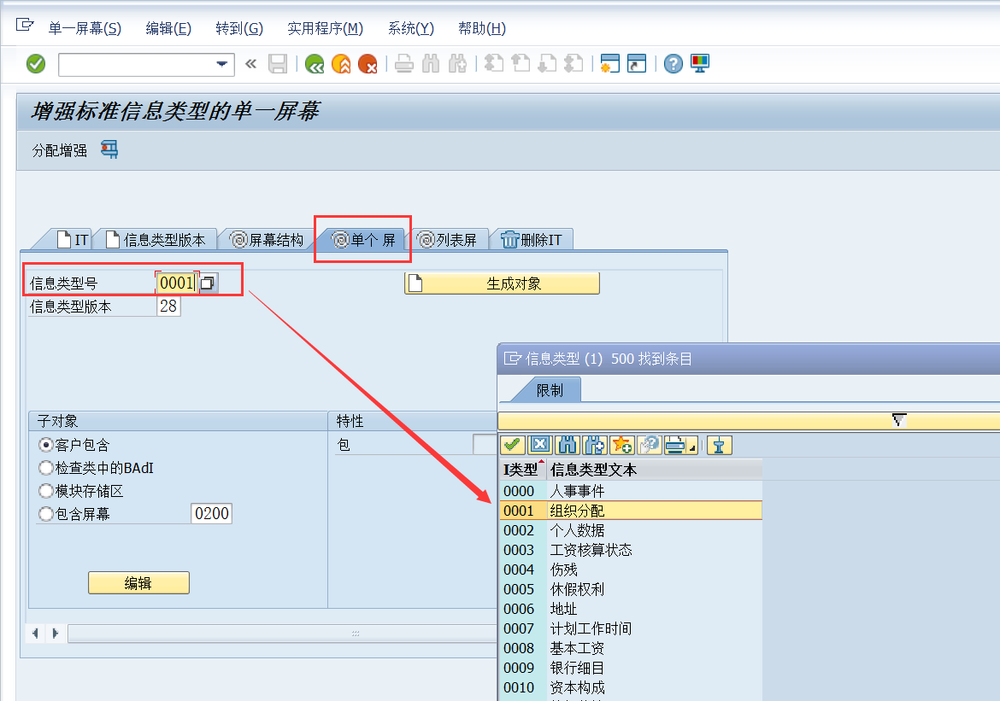 单一屏幕(S) 编辑(E) 转到(G) 实用程序(M) 系统(Y) 帮助(H)
增强标准信息类型的单一屏幕
分配增强
IT 信息类型版本 屏幕结构 单个 屏 列表屏 删除IT
信息类型号 0001 生成对象
信息类型版本 28
信息类型 (1) 500 找到条目
限制
子对象 特性
客户包含 包
检查类中的BAdI
模块存储区
包含屏幕 0200
编辑
I类型 信息类型文本
0000 人事事件
0001 组织分配
0002 个人数据
0003 工资核算状态
0004 伤残
0005 休假权利
0006 地址
0007 计划工作时间
0008 基本工资
0009 银行细目
0010 资本构成